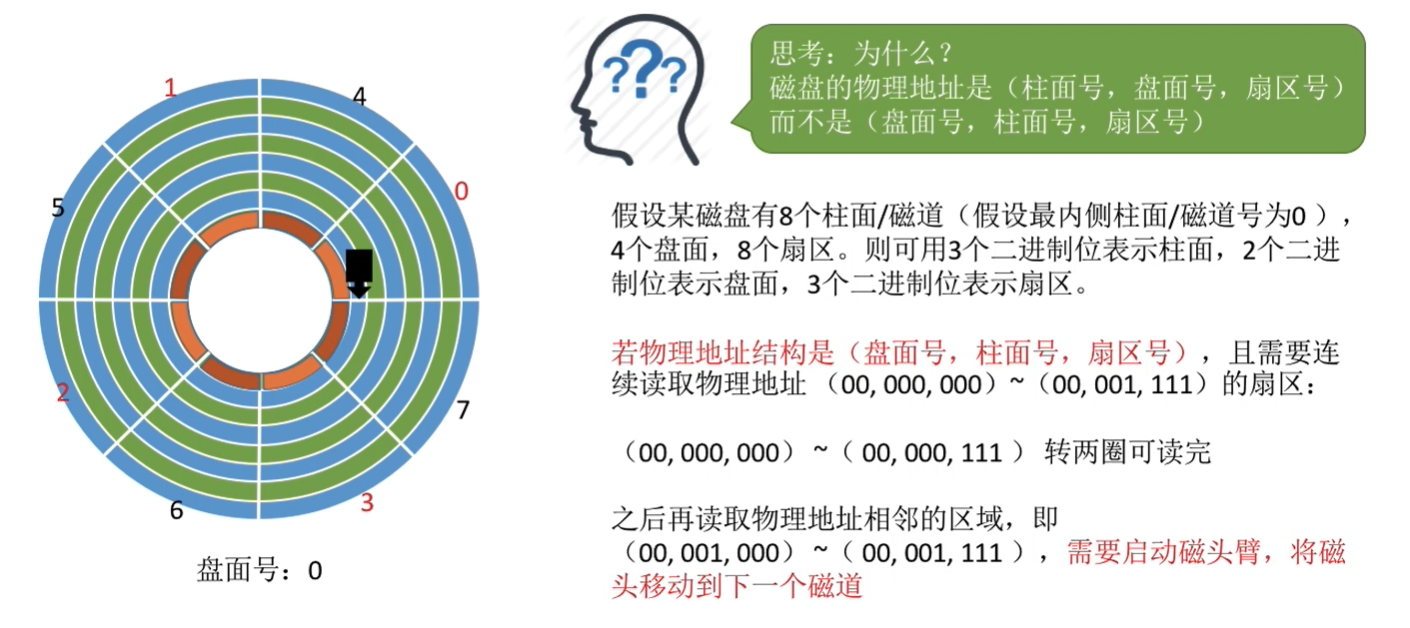 1
4
0
5
2
7
6
3
盘面号：0
???
思考：为什么？
磁盘的物理地址是（柱面号，盘面号，扇区号）
而不是（盘面号，柱面号，扇区号）
假设某磁盘有8个柱面/磁道（假设最内侧柱面/磁道号为0），
4个盘面，8个扇区。则可用3个二进制位表示柱面，2个二进
制位表示盘面，3个二进制位表示扇区。
若物理地址结构是（盘面号，柱面号，扇区号），且需要连
续读取物理地址（00, 000, 000）~（00, 001, 111）的扇区：
（00, 000, 000）~（ 00, 000, 111 ） 转两圈可读完
之后再读取物理地址相邻的区域，即
（00, 001, 000）~（ 00, 001, 111 ），需要启动磁头臂，将磁
头移动到下一个磁道